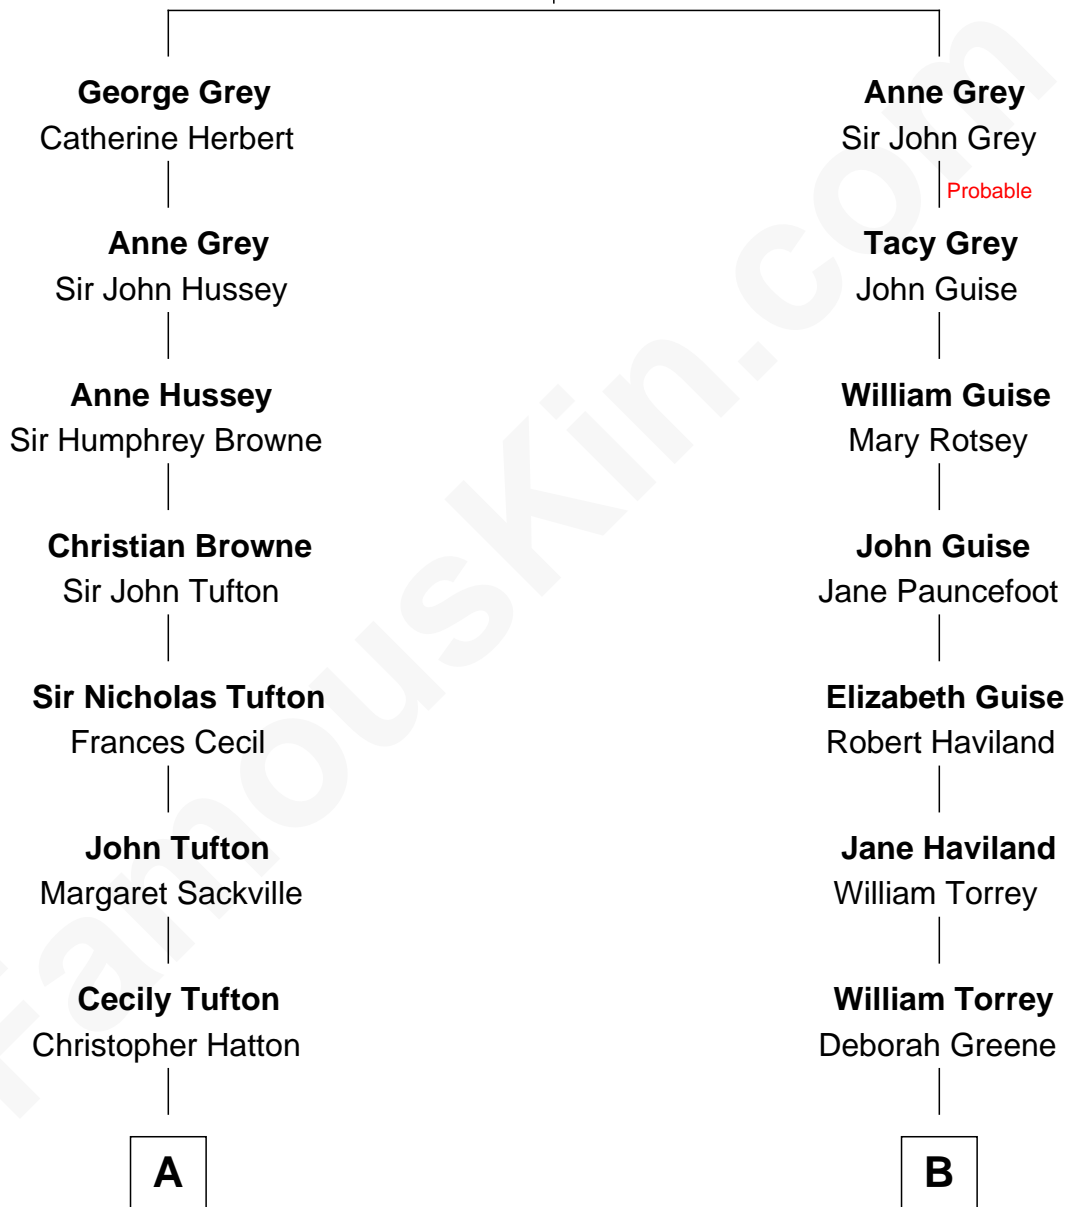 George Grey
Catherine Herbert
Anne Grey
Sir John Hussey
Anne Hussey
Sir Humphrey Browne
Christian Browne
Sir John Tufton
Sir Nicholas Tufton
Frances Cecil
John Tufton
Margaret Sackville
Cecily Tufton
Christopher Hatton
A
Anne Grey
Sir John Grey
Probable
Tacy Grey
John Guise
William Guise
Mary Rotsey
John Guise
Jane Pauncefoot
Elizabeth Guise
Robert Haviland
Jane Haviland
William Torrey
William Torrey
Deborah Greene
B
FamousKin.com